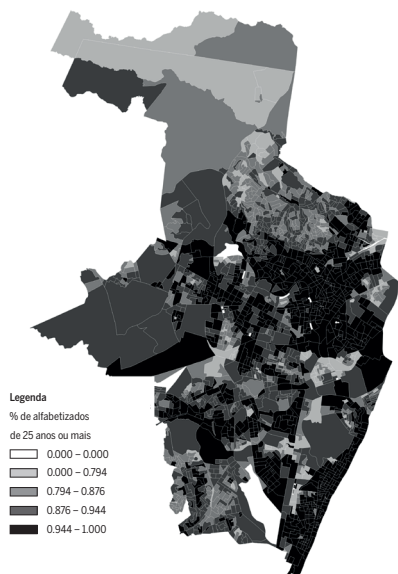 Legenda
% de alfabetizados
de 25 anos ou mais
0.000 – 0.000
0.000 – 0.794
0.794 – 0.876
0.876 – 0.944
0.944 – 1.000